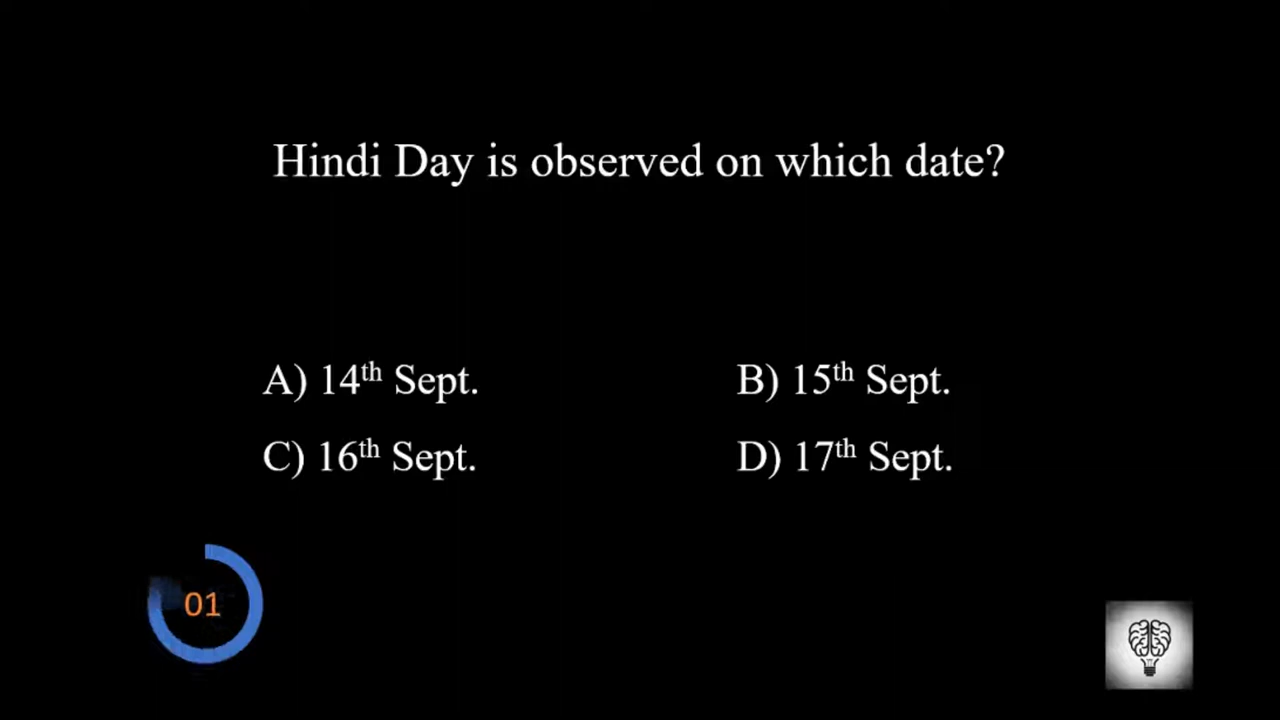 Hindi Day is observed on which date?
A) 14th Sept.
B) 15th Sept.
C) 16th Sept.
D) 17th Sept.
01